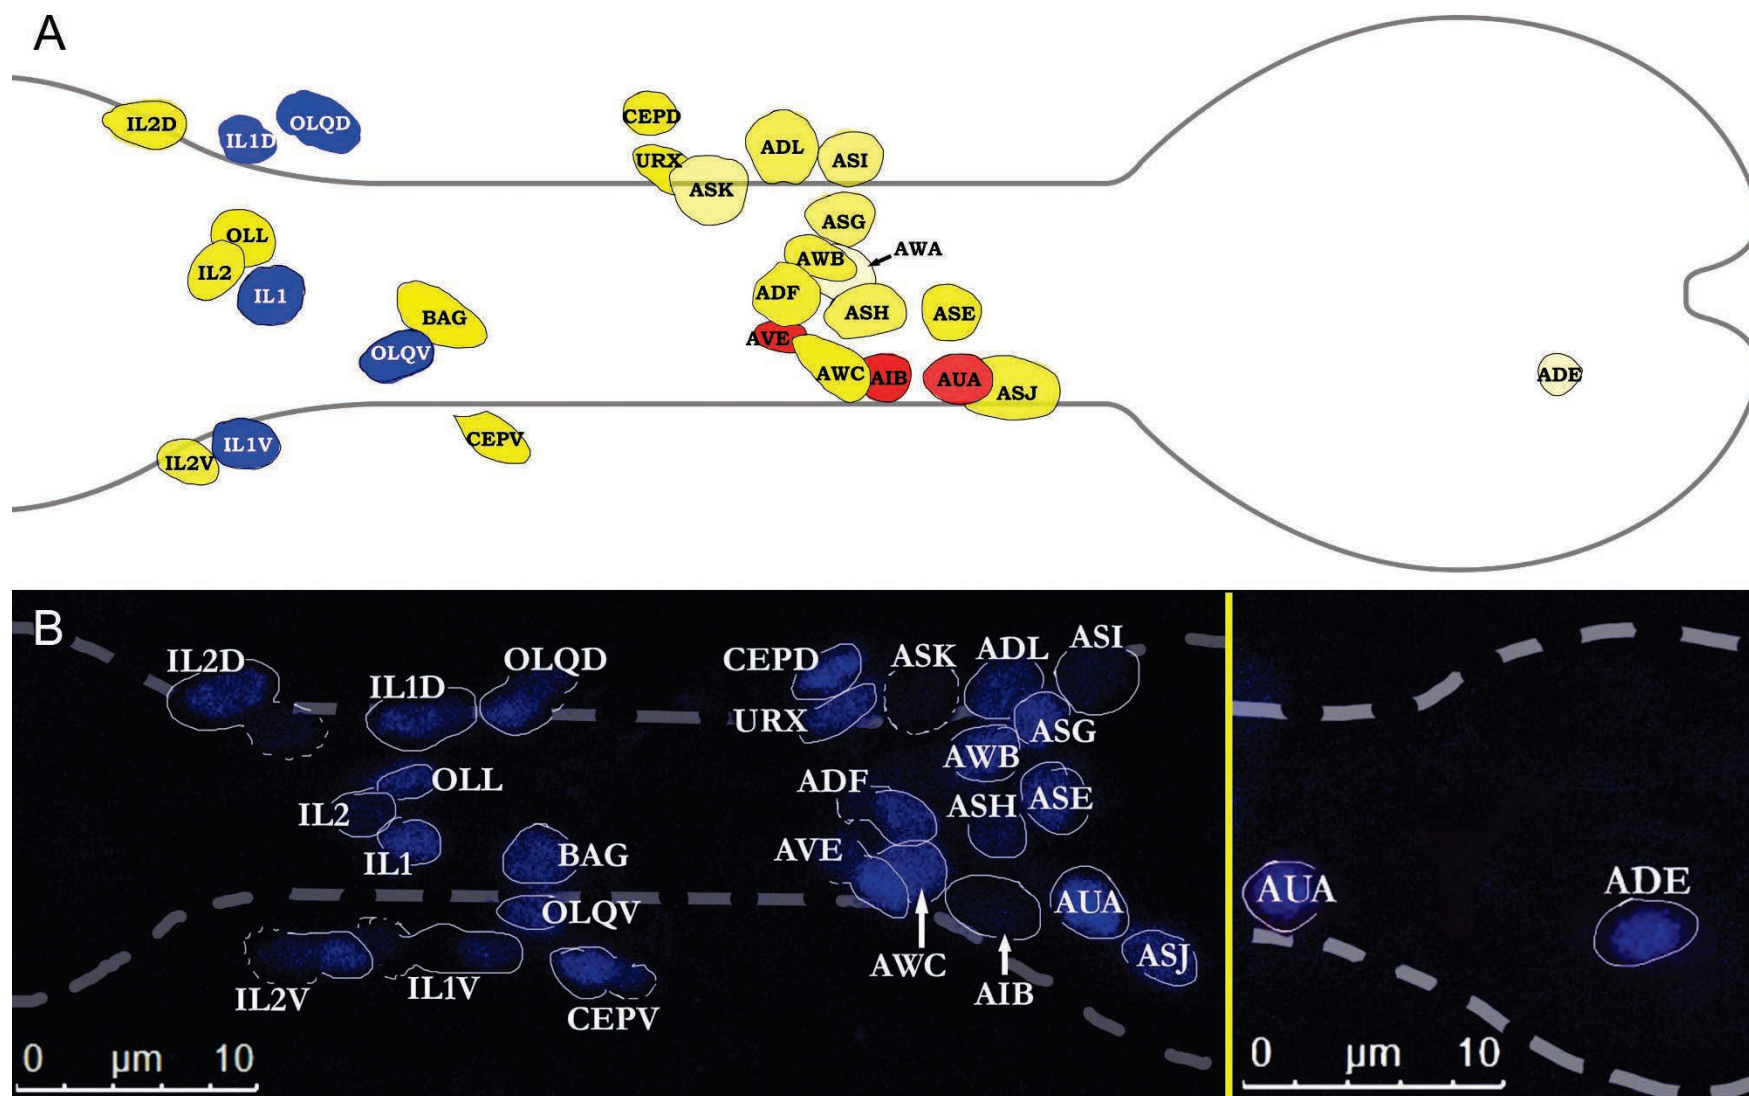 A
IL2D
IL1D
OLQD
CEPD
URX
ASK
ADL
ASI
ASG
AWB
AWA
OLL
IL2
IL1
BAG
OLQV
ADF
ASH
ASE
AVE
AWC
AIB
AUA
ASJ
ADE
IL2V
IL1V
CEPV
B
IL2D
IL1D
OLQD
CEPD
URX
ASK
ADL
ASI
ASG
AWB
OLL
IL2
IL1
BAG
OLQV
ADF
ASH
ASE
AVE
AWC
AIB
AUA
ASJ
IL2V
IL1V
CEPV
0 µm 10
AUA
ADE
0 µm 10